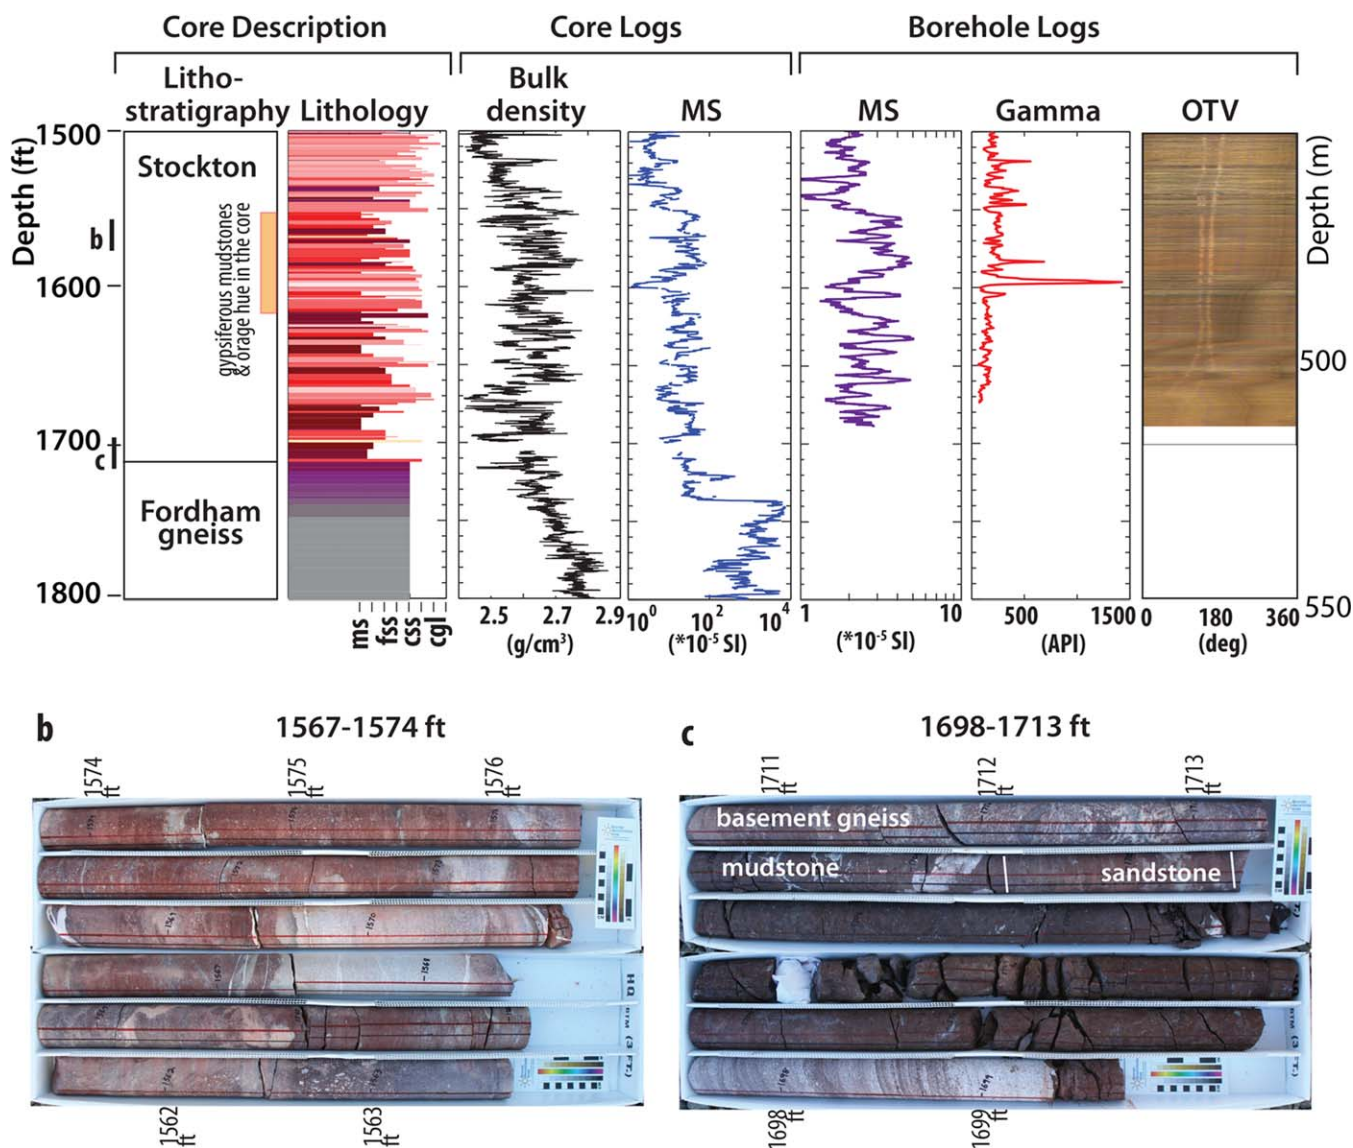 Core Description
Core Logs
Borehole Logs
Litho-
stratigraphy
Lithology
Bulk
density
MS
MS
Gamma
OTV
Depth (ft)
1500
1600
1700
1800
b
c
Stockton
gypsiferous mudstones
& orage hue in the core
Fordham
gneiss
ms
fss
css
cgl
2.5 2.7 2.9
(g/cm³)
10⁰ 10² 10⁴
(*10⁻⁵ SI)
1 10
(*10⁻⁵ SI)
500 1500
(API)
0 180 360
(deg)
Depth (m)
500
550
b
1567-1574 ft
1574
ft
1575
ft
1576
ft
1562
ft
1563
ft
c
1698-1713 ft
1711
ft
1712
ft
1713
ft
basement gneiss
mudstone
sandstone
1698
ft
1699
ft